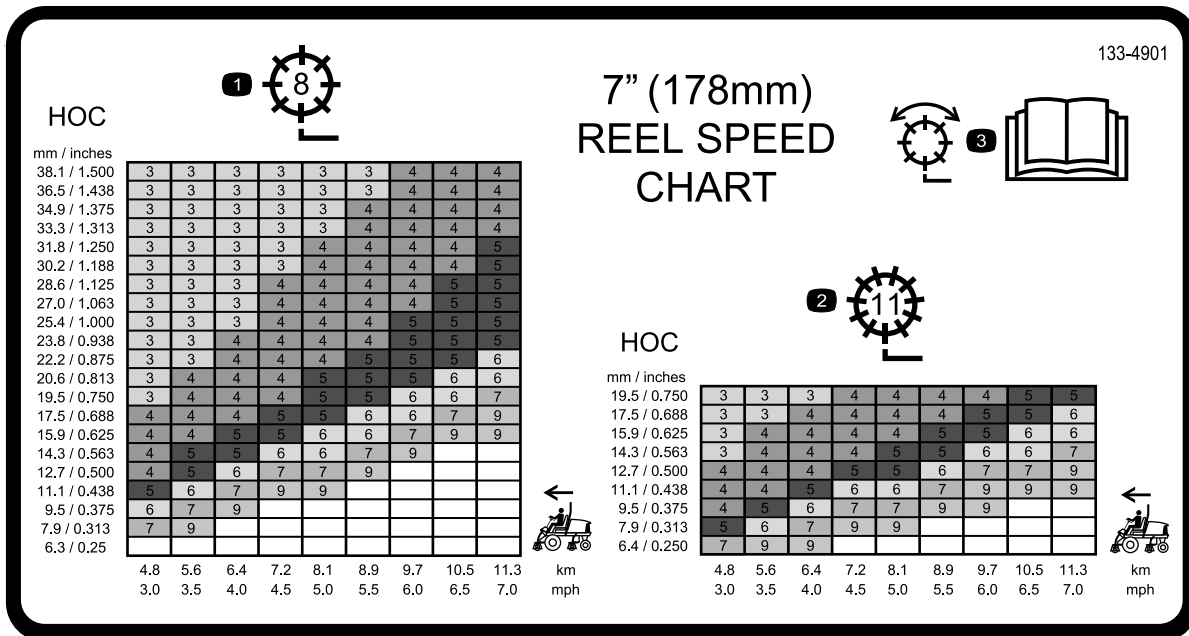 133-4901
7” (178mm)
REEL SPEED
CHART
1
8
3
HOC
mm / inches
38.1 / 1.500 3 3 3 3 3 3 4 4 4
36.5 / 1.438 3 3 3 3 3 3 4 4 4
34.9 / 1.375 3 3 3 3 3 4 4 4 4
33.3 / 1.313 3 3 3 3 3 4 4 4 4
31.8 / 1.250 3 3 3 3 4 4 4 4 5
30.2 / 1.188 3 3 3 3 4 4 4 4 5
28.6 / 1.125 3 3 3 4 4 4 4 5 5
27.0 / 1.063 3 3 3 4 4 4 4 5 5
25.4 / 1.000 3 3 3 4 4 4 5 5 5
23.8 / 0.938 3 3 4 4 4 4 5 5 5
22.2 / 0.875 3 3 4 4 4 5 5 5 6
20.6 / 0.813 3 4 4 4 5 5 5 6 6
19.5 / 0.750 3 4 4 4 5 5 6 6 7
17.5 / 0.688 4 4 4 5 5 6 6 7 9
15.9 / 0.625 4 4 5 5 6 6 7 9 9
14.3 / 0.563 4 5 5 6 6 7 9
12.7 / 0.500 4 5 6 7 7 9
11.1 / 0.438 5 6 7 9 9
9.5 / 0.375 6 7 9
7.9 / 0.313 7 9
6.3 / 0.25
4.8 5.6 6.4 7.2 8.1 8.9 9.7 10.5 11.3 km
3.0 3.5 4.0 4.5 5.0 5.5 6.0 6.5 7.0 mph
2
11
HOC
mm / inches
19.5 / 0.750 3 3 3 4 4 4 4 5 5
17.5 / 0.688 3 3 4 4 4 4 5 5 6
15.9 / 0.625 3 4 4 4 4 5 5 6 6
14.3 / 0.563 3 4 4 4 5 5 6 6 7
12.7 / 0.500 4 4 4 5 5 6 7 7 9
11.1 / 0.438 4 4 5 6 6 7 9 9 9
9.5 / 0.375 4 5 6 7 7 9 9
7.9 / 0.313 5 6 7 9 9
6.4 / 0.250 7 9 9
4.8 5.6 6.4 7.2 8.1 8.9 9.7 10.5 11.3 km
3.0 3.5 4.0 4.5 5.0 5.5 6.0 6.5 7.0 mph